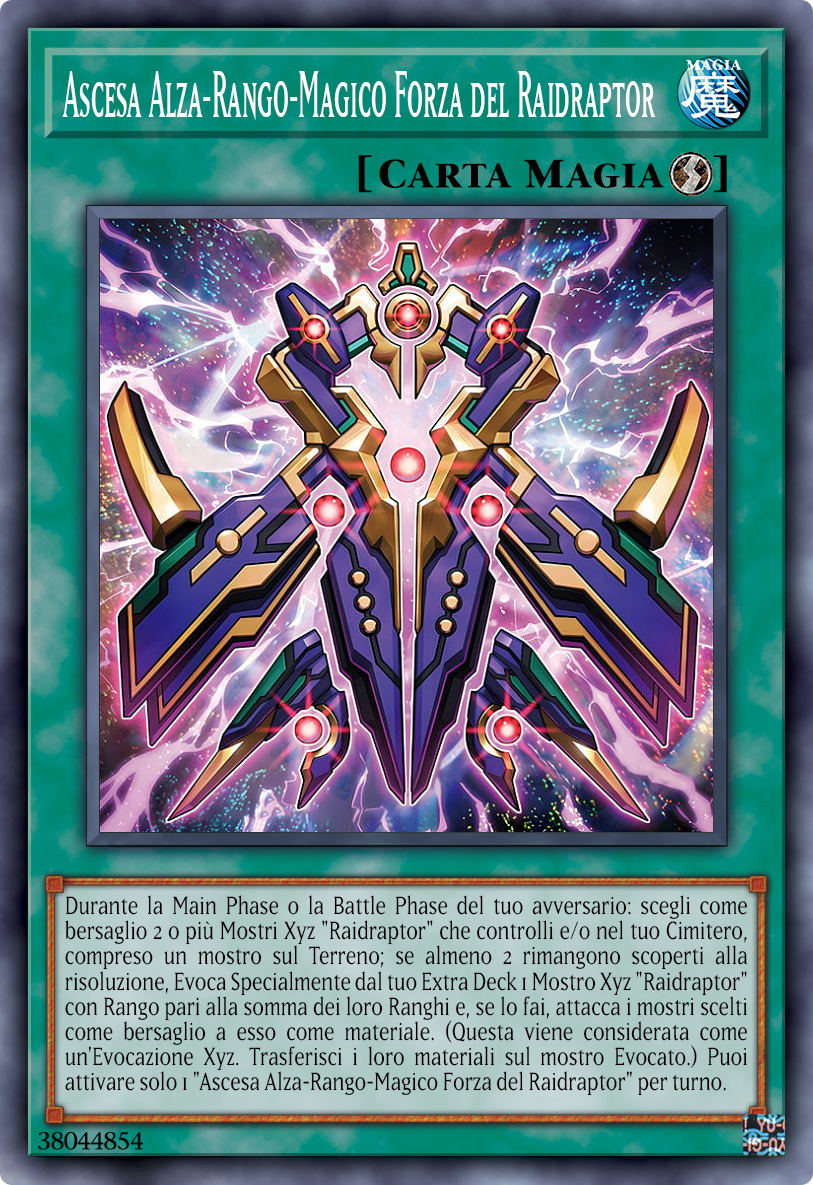 Ascesa Alza-Rango-Magico Forza del Raidraptor
MAGIA
魔
[Carta Magia]
Durante la Main Phase o la Battle Phase del tuo avversario: scegli come
bersaglio 2 o più Mostri Xyz "Raidraptor" che controlli e/o nel tuo Cimitero,
compreso un mostro sul Terreno; se almeno 2 rimangono scoperti alla
risoluzione, Evoca Specialmente dal tuo Extra Deck 1 Mostro Xyz "Raidraptor"
con Rango pari alla somma dei loro Ranghi e, se lo fai, attacca i mostri scelti
come bersaglio a esso come materiale. (Questa viene considerata come
un'Evocazione Xyz. Trasferisci i loro materiali sul mostro Evocato.) Puoi
attivare solo 1 "Ascesa Alza-Rango-Magico Forza del Raidraptor" per turno.
38044854